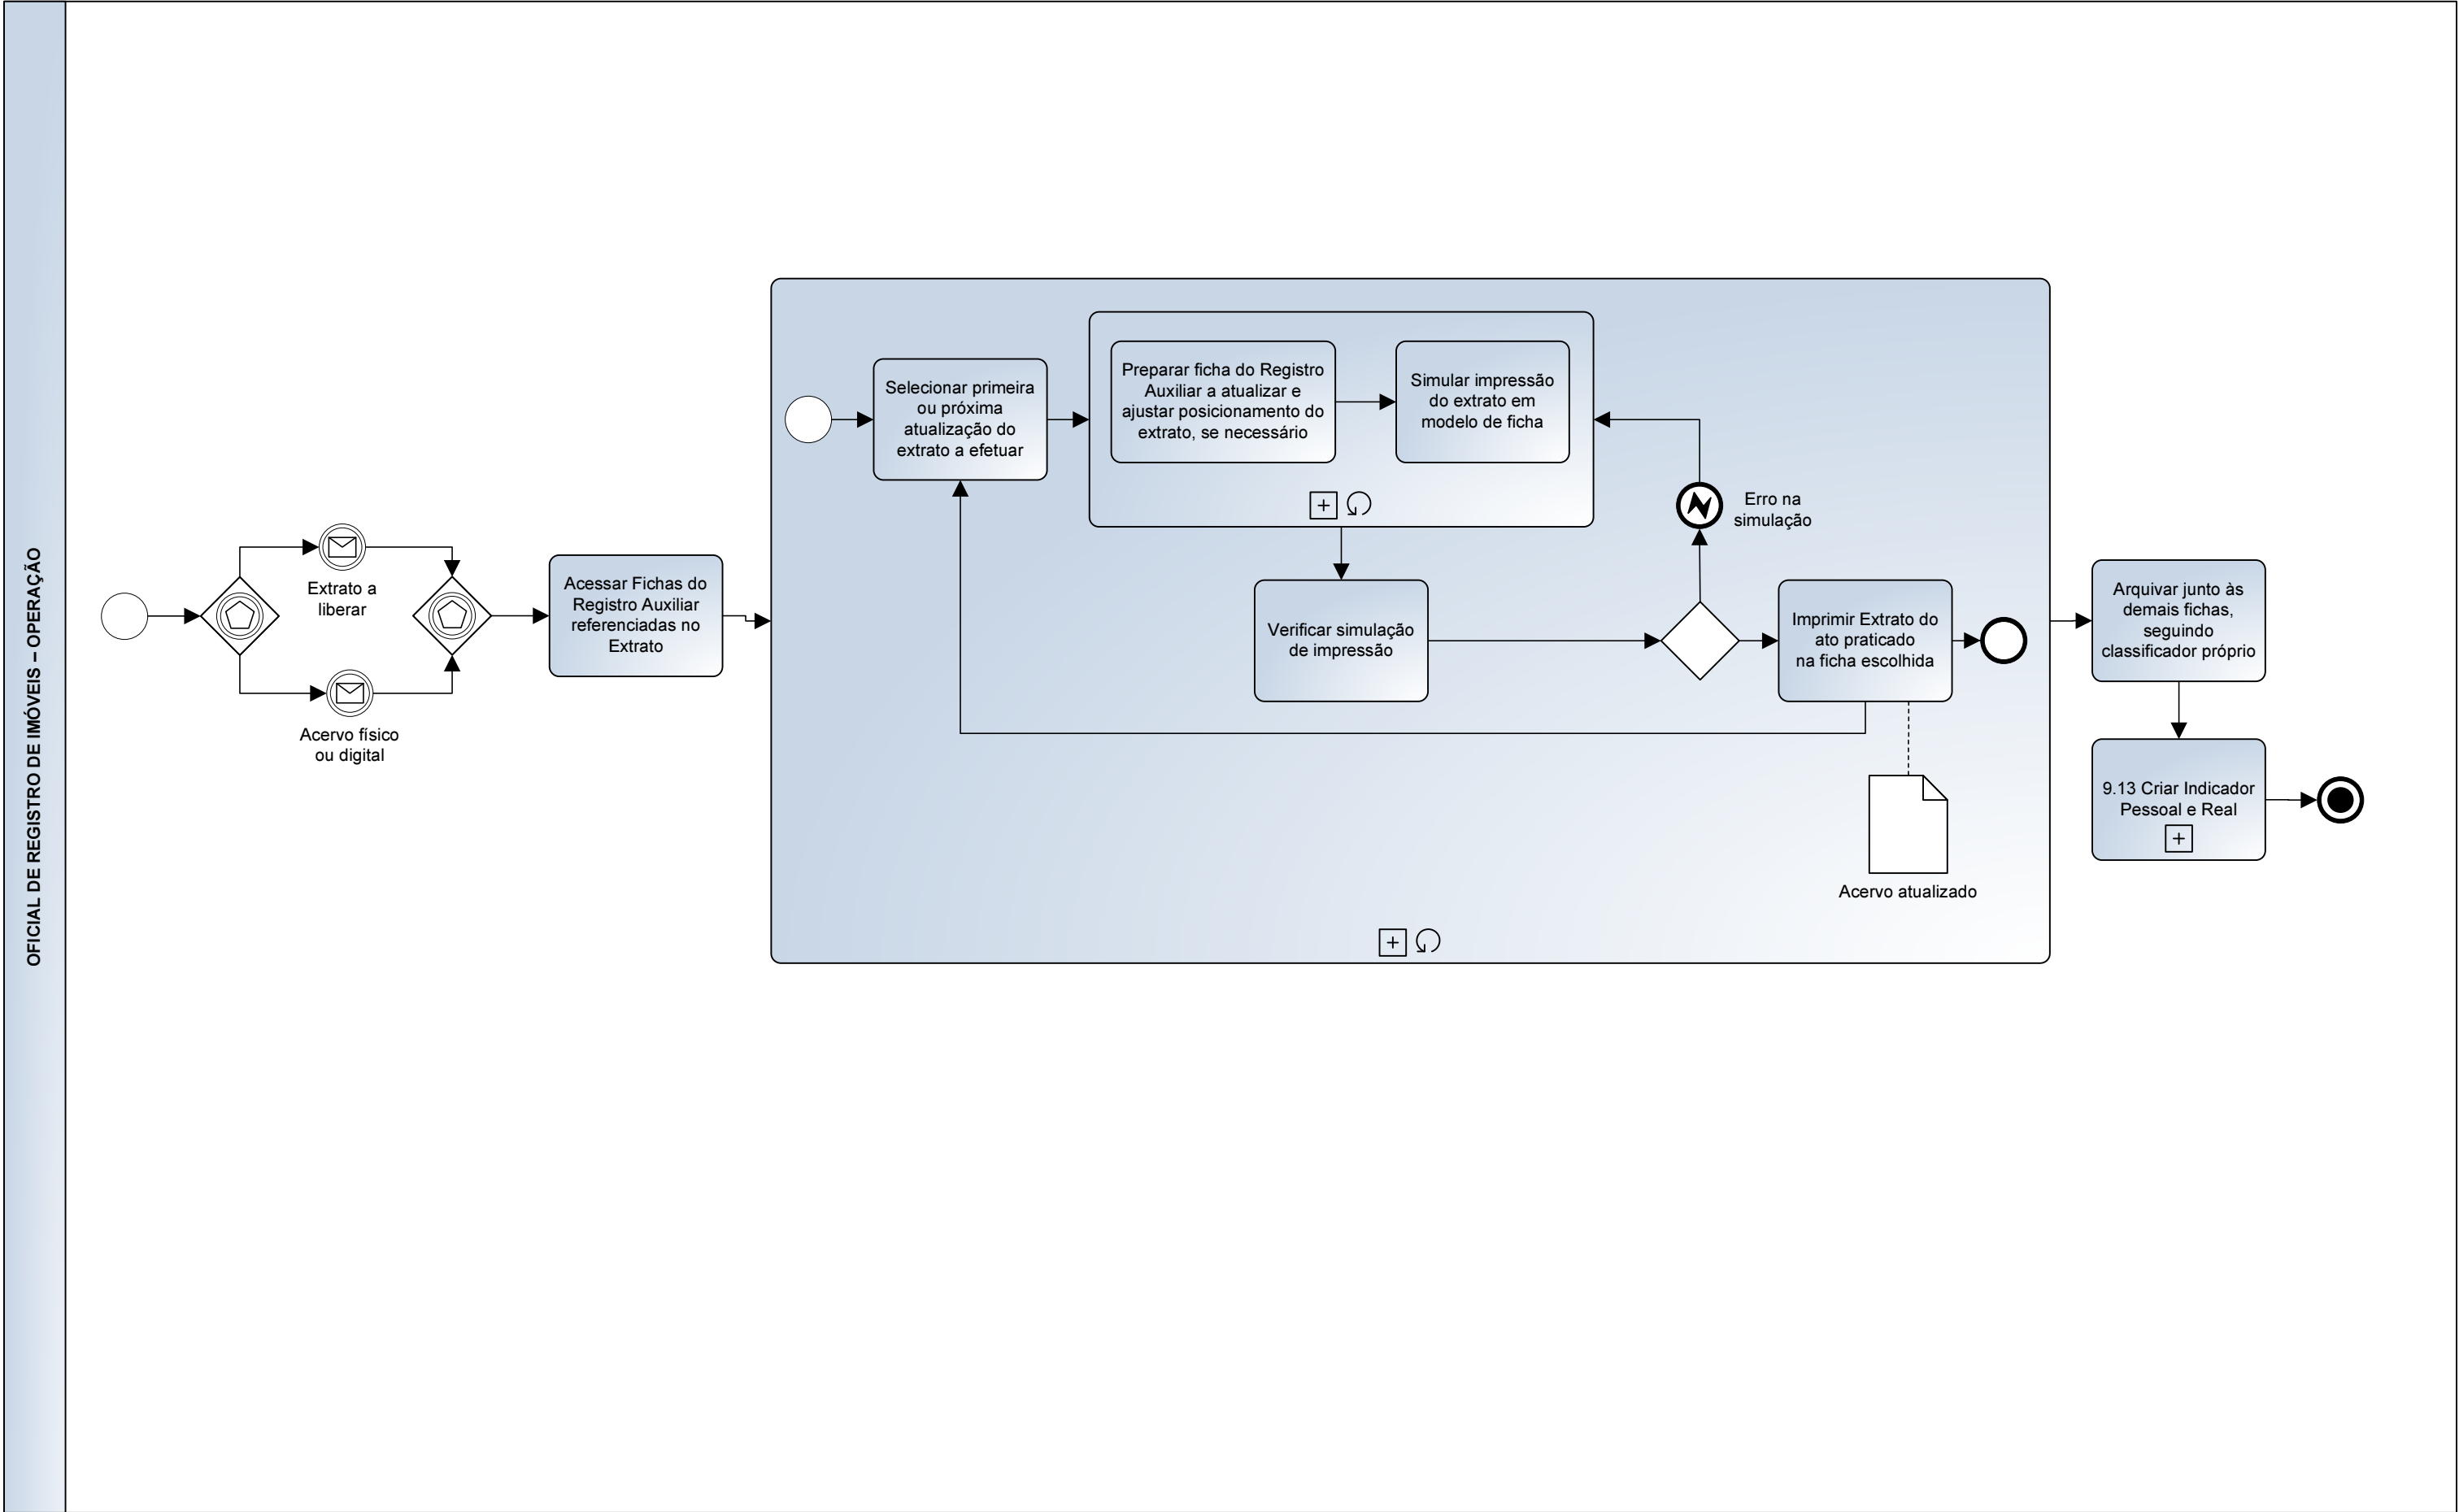 OFICIAL DE REGISTRO DE IMÓVEIS – OPERAÇÃO
Extrato a
liberar
Acervo físico
ou digital
Acessar Fichas do
Registro Auxiliar
referenciadas no
Extrato
Selecionar primeira
ou próxima
atualização do
extrato a efetuar
Preparar ficha do Registro
Auxiliar a atualizar e
ajustar posicionamento do
extrato, se necessário
Simular impressão
do extrato em
modelo de ficha
Erro na
simulação
Verificar simulação
de impressão
Imprimir Extrato do
ato praticado
na ficha escolhida
Acervo atualizado
Arquivar junto às
demais fichas,
seguindo
classificador próprio
9.13 Criar Indicador
Pessoal e Real